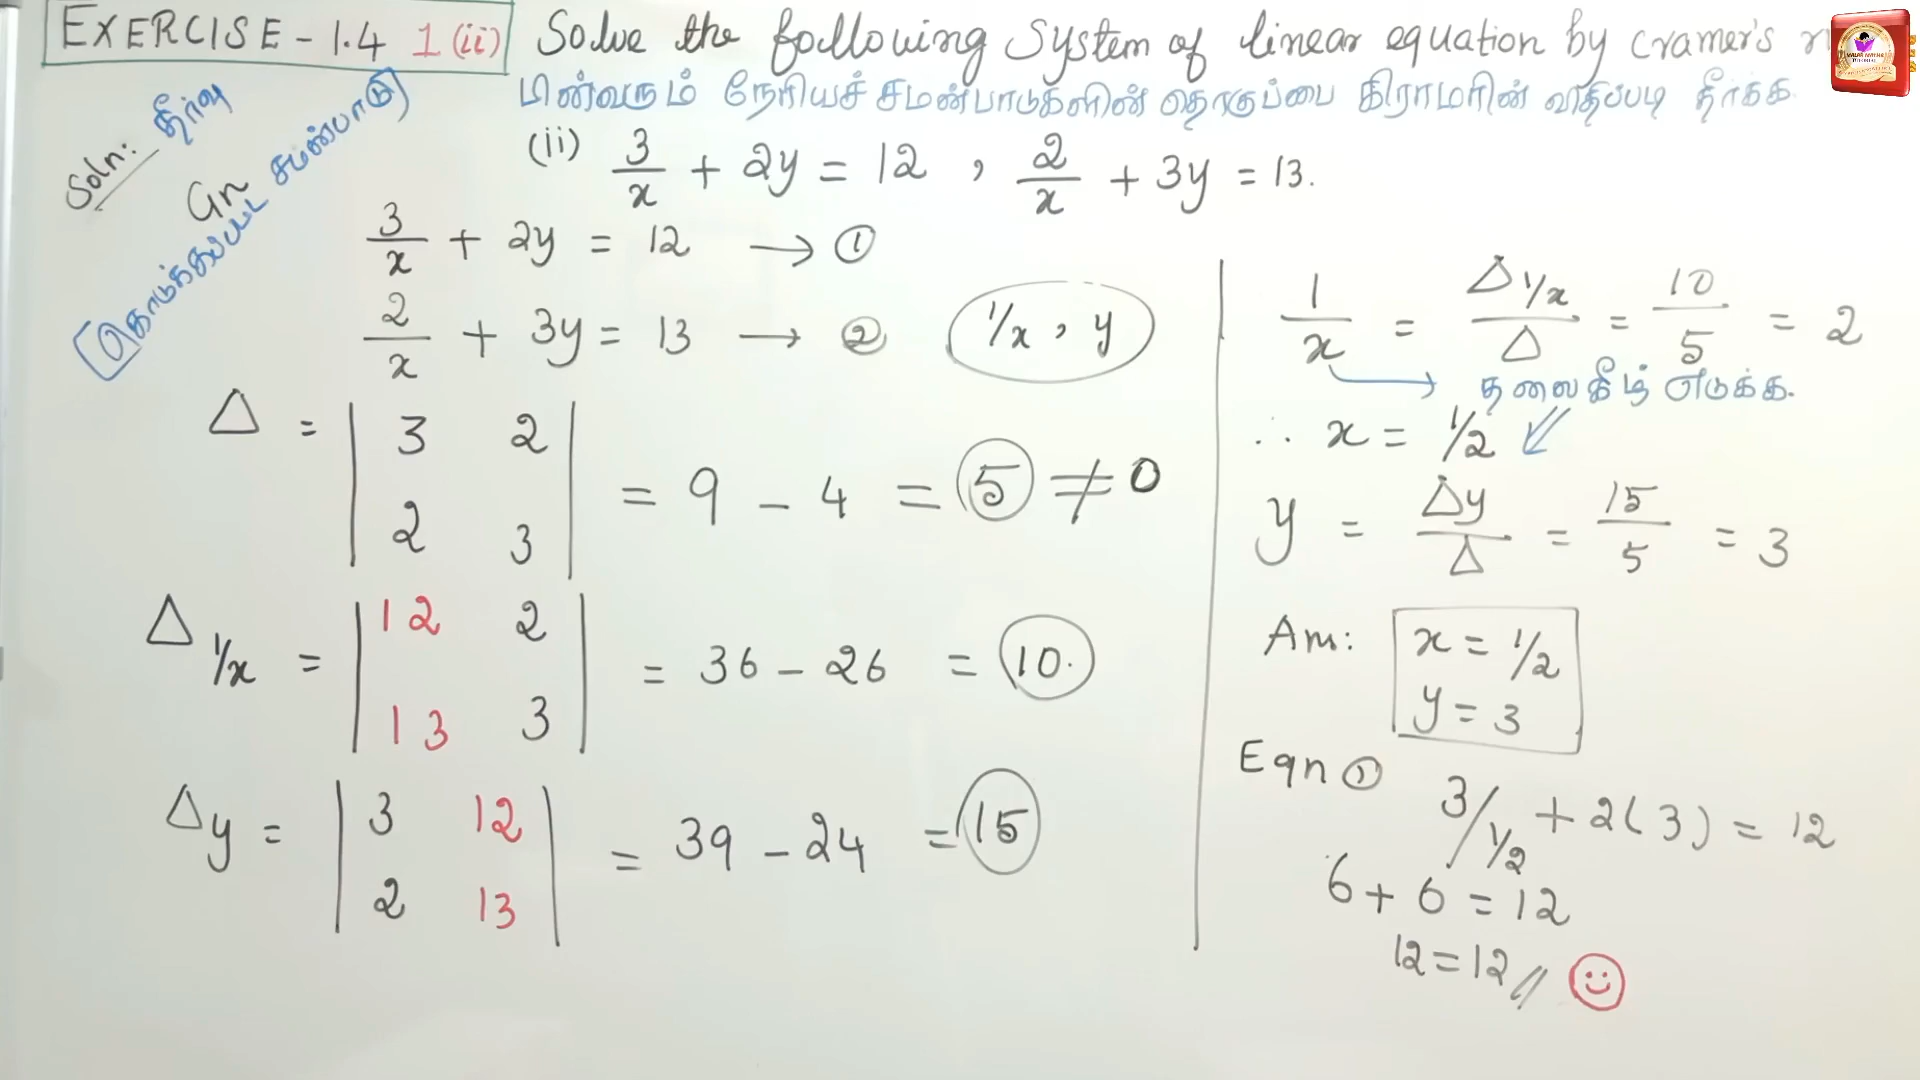 EXERCISE - 1.4 1 (ii) Solve the following System of linear equation by cramer's
பின்வரும் நேரியச் சமன்பாடுகளின் தொகுப்பை கிராமரின் விதிப்படி தீர்க்க.
(ii) 3/x + 2y = 12 , 2/x + 3y = 13.
Soln: தீர்வு
Gn
கொடுக்கப்பட்ட சமன்பாடு
3/x + 2y = 12 → ①
2/x + 3y = 13 → ②
1/x , y
Δ = | 3 2 |
| 2 3 | = 9 - 4 = 5 ≠ 0
Δ1/x = | 12 2 |
| 13 3 | = 36 - 26 = 10.
Δy = | 3 12 |
| 2 13 | = 39 - 24 = 15
1/x = Δ1/x / Δ = 10/5 = 2
தலைகீழ் எடுக்க.
∴ x = 1/2
y = Δy/Δ = 15/5 = 3
Ans: x = 1/2
y = 3
Eqn ① 3/1/2 + 2(3) = 12
6 + 6 = 12
12 = 12 //